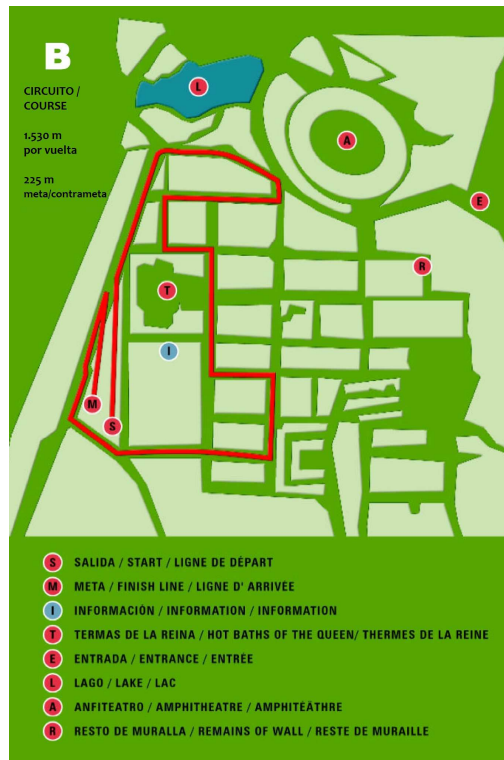 B
CIRCUITO /
COURSE
1.530 m
por vuelta
225 m
meta/contrameta
L
A
E
R
T
I
M
S
S SALIDA / START / LIGNE DE DÉPART
M META / FINISH LINE / LIGNE D' ARRIVÉE
I INFORMACIÓN / INFORMATION / INFORMATION
T TERMAS DE LA REINA / HOT BATHS OF THE QUEEN/ THERMES DE LA REINE
E ENTRADA / ENTRANCE / ENTRÉE
L LAGO / LAKE / LAC
A ANFITEATRO / AMPHITHEATRE / AMPHITÉÂTHRE
R RESTO DE MURALLA / REMAINS OF WALL / RESTE DE MURAILLE